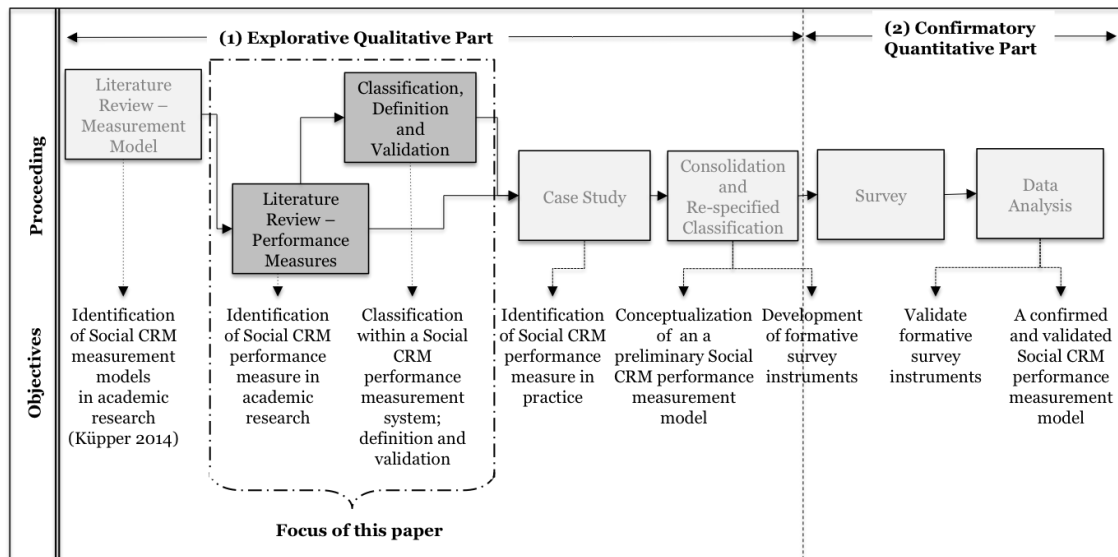 (1) Explorative Qualitative Part
(2) Confirmatory
Quantitative Part
Proceeding
Literature
Review –
Measurement
Model
Literature
Review –
Performance
Measures
Classification,
Definition
and
Validation
Case Study
Consolidation
and
Re-specified
Classification
Survey
Data
Analysis
Objectives
Identification
of Social CRM
measurement
models
in academic
research
(Küpper 2014)
Identification
of Social CRM
performance
measure in
academic
research
Classification
within a Social
CRM
performance
measurement
system;
definition and
validation
Identification
of Social CRM
performance
measure in
practice
Conceptualization
of an a
preliminary Social
CRM performance
measurement
model
Development
of formative
survey
instruments
Validate
formative
survey
instruments
A confirmed
and validated
Social CRM
performance
measurement
model
Focus of this paper